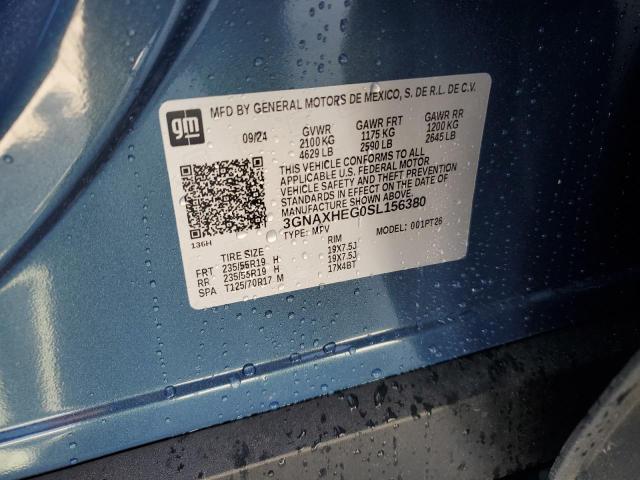 gm
MFD BY GENERAL MOTORS DE MEXICO, S. DE R.L. DE C.V.
09/24 GVWR GAWR FRT GAWR RR
2100 KG 1175 KG 1200 KG
4629 LB 2590 LB 2645 LB
THIS VEHICLE CONFORMS TO ALL
APPLICABLE U.S. FEDERAL MOTOR
VEHICLE SAFETY AND THEFT PREVENTION
STANDARDS IN EFFECT ON THE DATE OF
MANUFACTURE SHOWN ABOVE.
3GNAXHEG0SL156380
136H TYPE: MPV MODEL: 001PT26
TIRE SIZE RIM
FRT 235/55R19 H 19X7.5J
RR 235/55R19 H 19X7.5J
SPA T125/70R17 M 17X4BT